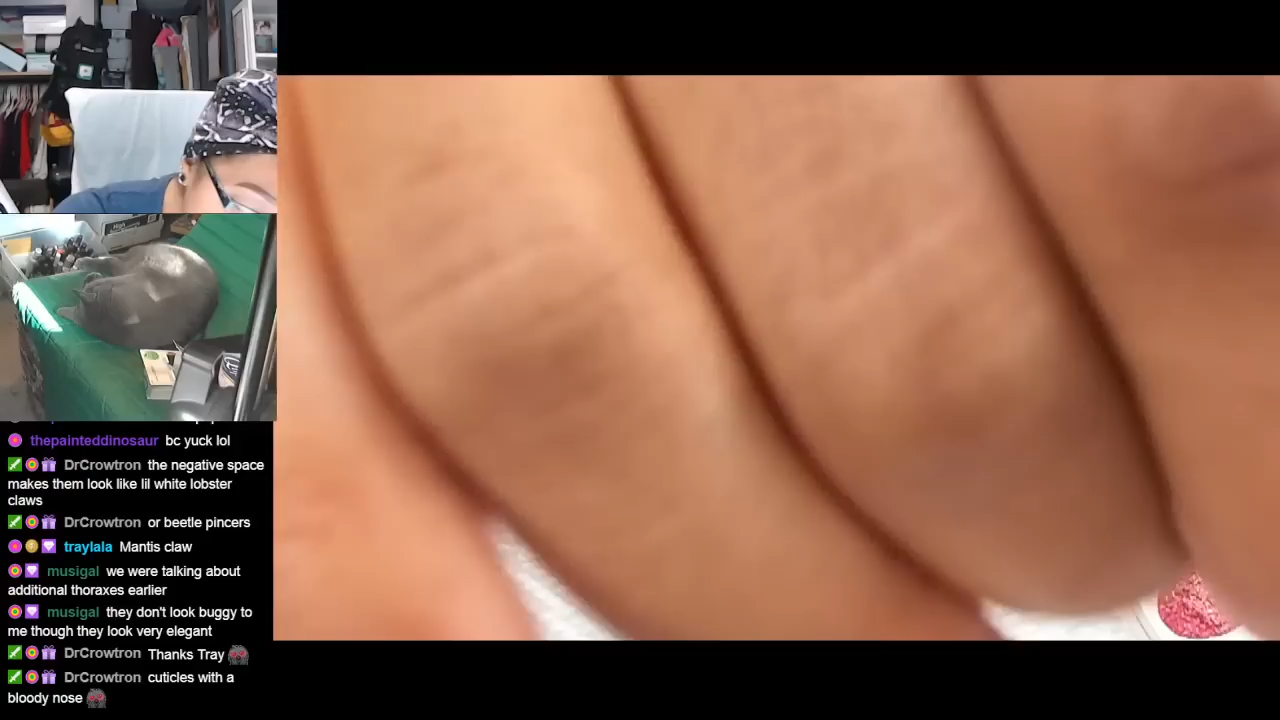 High
thepainteddinosaur bc yuck lol
DrCrowtron the negative space
makes them look like lil white lobster
claws
DrCrowtron or beetle pincers
traylala Mantis claw
musigal we were talking about
additional thoraxes earlier
musigal they don't look buggy to
me though they look very elegant
DrCrowtron Thanks Tray
DrCrowtron cuticles with a
bloody nose